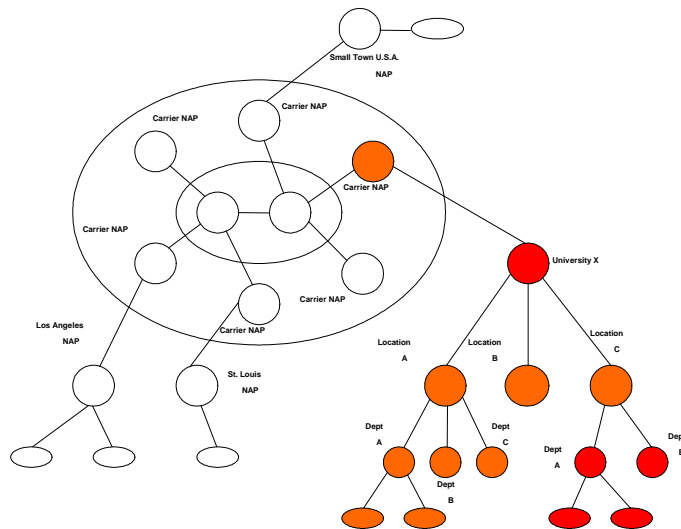 Small Town U.S.A.
NAP
Carrier NAP
Carrier NAP
Carrier NAP
Carrier NAP
University X
Carrier NAP
Carrier NAP
Los Angeles
NAP
Location
A
Location
B
Location
C
St. Louis
NAP
Dept
A
Dept
C
Dept
B
Dept
A